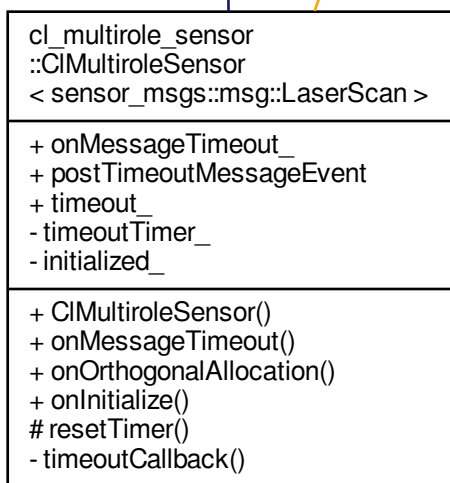 cl_multirole_sensor
::ClMultiroleSensor
< sensor_msgs::msg::LaserScan >
+ onMessageTimeout_
+ postTimeoutMessageEvent
+ timeout_
- timeoutTimer_
- initialized_
+ ClMultiroleSensor()
+ onMessageTimeout()
+ onOrthogonalAllocation()
+ onInitialize()
# resetTimer()
- timeoutCallback()